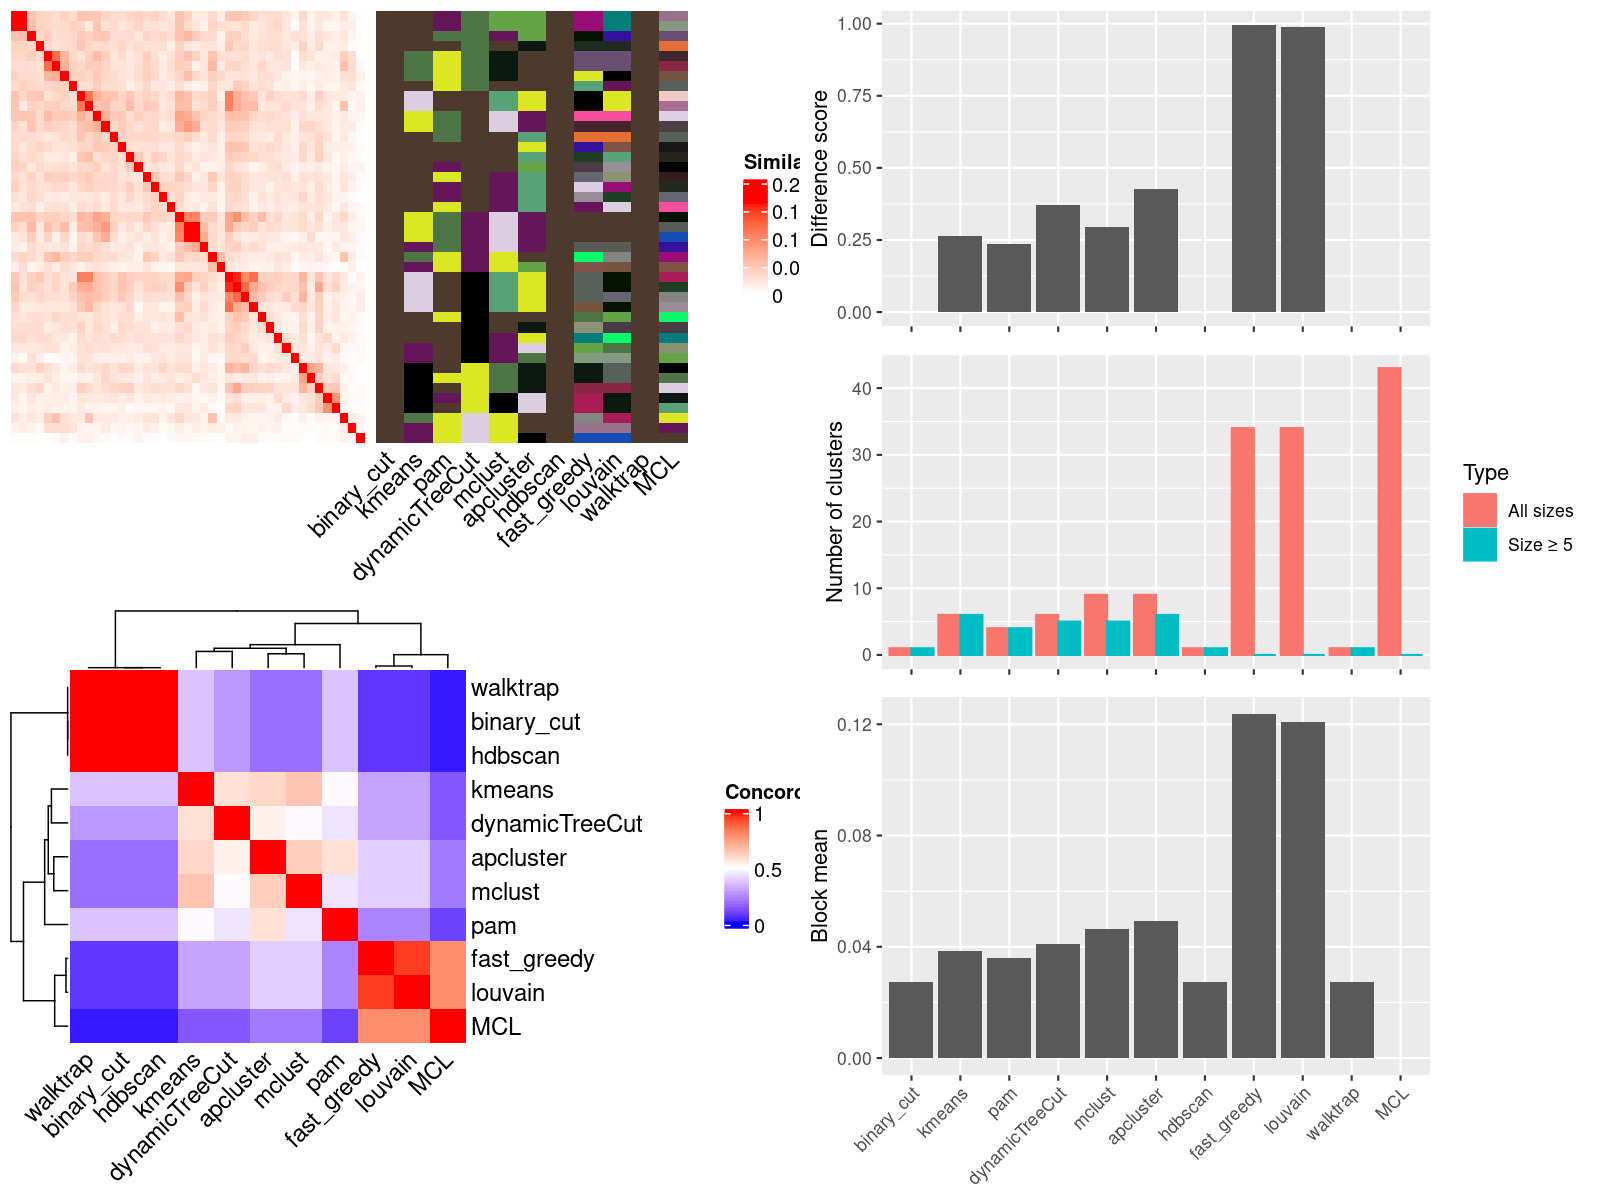 Simila
0.2
0.1
0.1
0.0
0
binary_cut
kmeans
pam
dynamicTreeCut
mclust
apcluster
hdbscan
fast_greedy
louvain
walktrap
MCL
walktrap
binary_cut
hdbscan
kmeans
dynamicTreeCut
apcluster
mclust
pam
fast_greedy
louvain
MCL
walktrap
binary_cut
hdbscan
kmeans
dynamicTreeCut
apcluster
mclust
pam
fast_greedy
louvain
MCL
Concord
1
0.5
0
Difference score
1.00
0.75
0.50
0.25
0.00
Number of clusters
40
30
20
10
0
Type
All sizes
Size ≥ 5
Block mean
0.12
0.08
0.04
0.00
binary_cut
kmeans
pam
dynamicTreeCut
mclust
apcluster
hdbscan
fast_greedy
louvain
walktrap
MCL